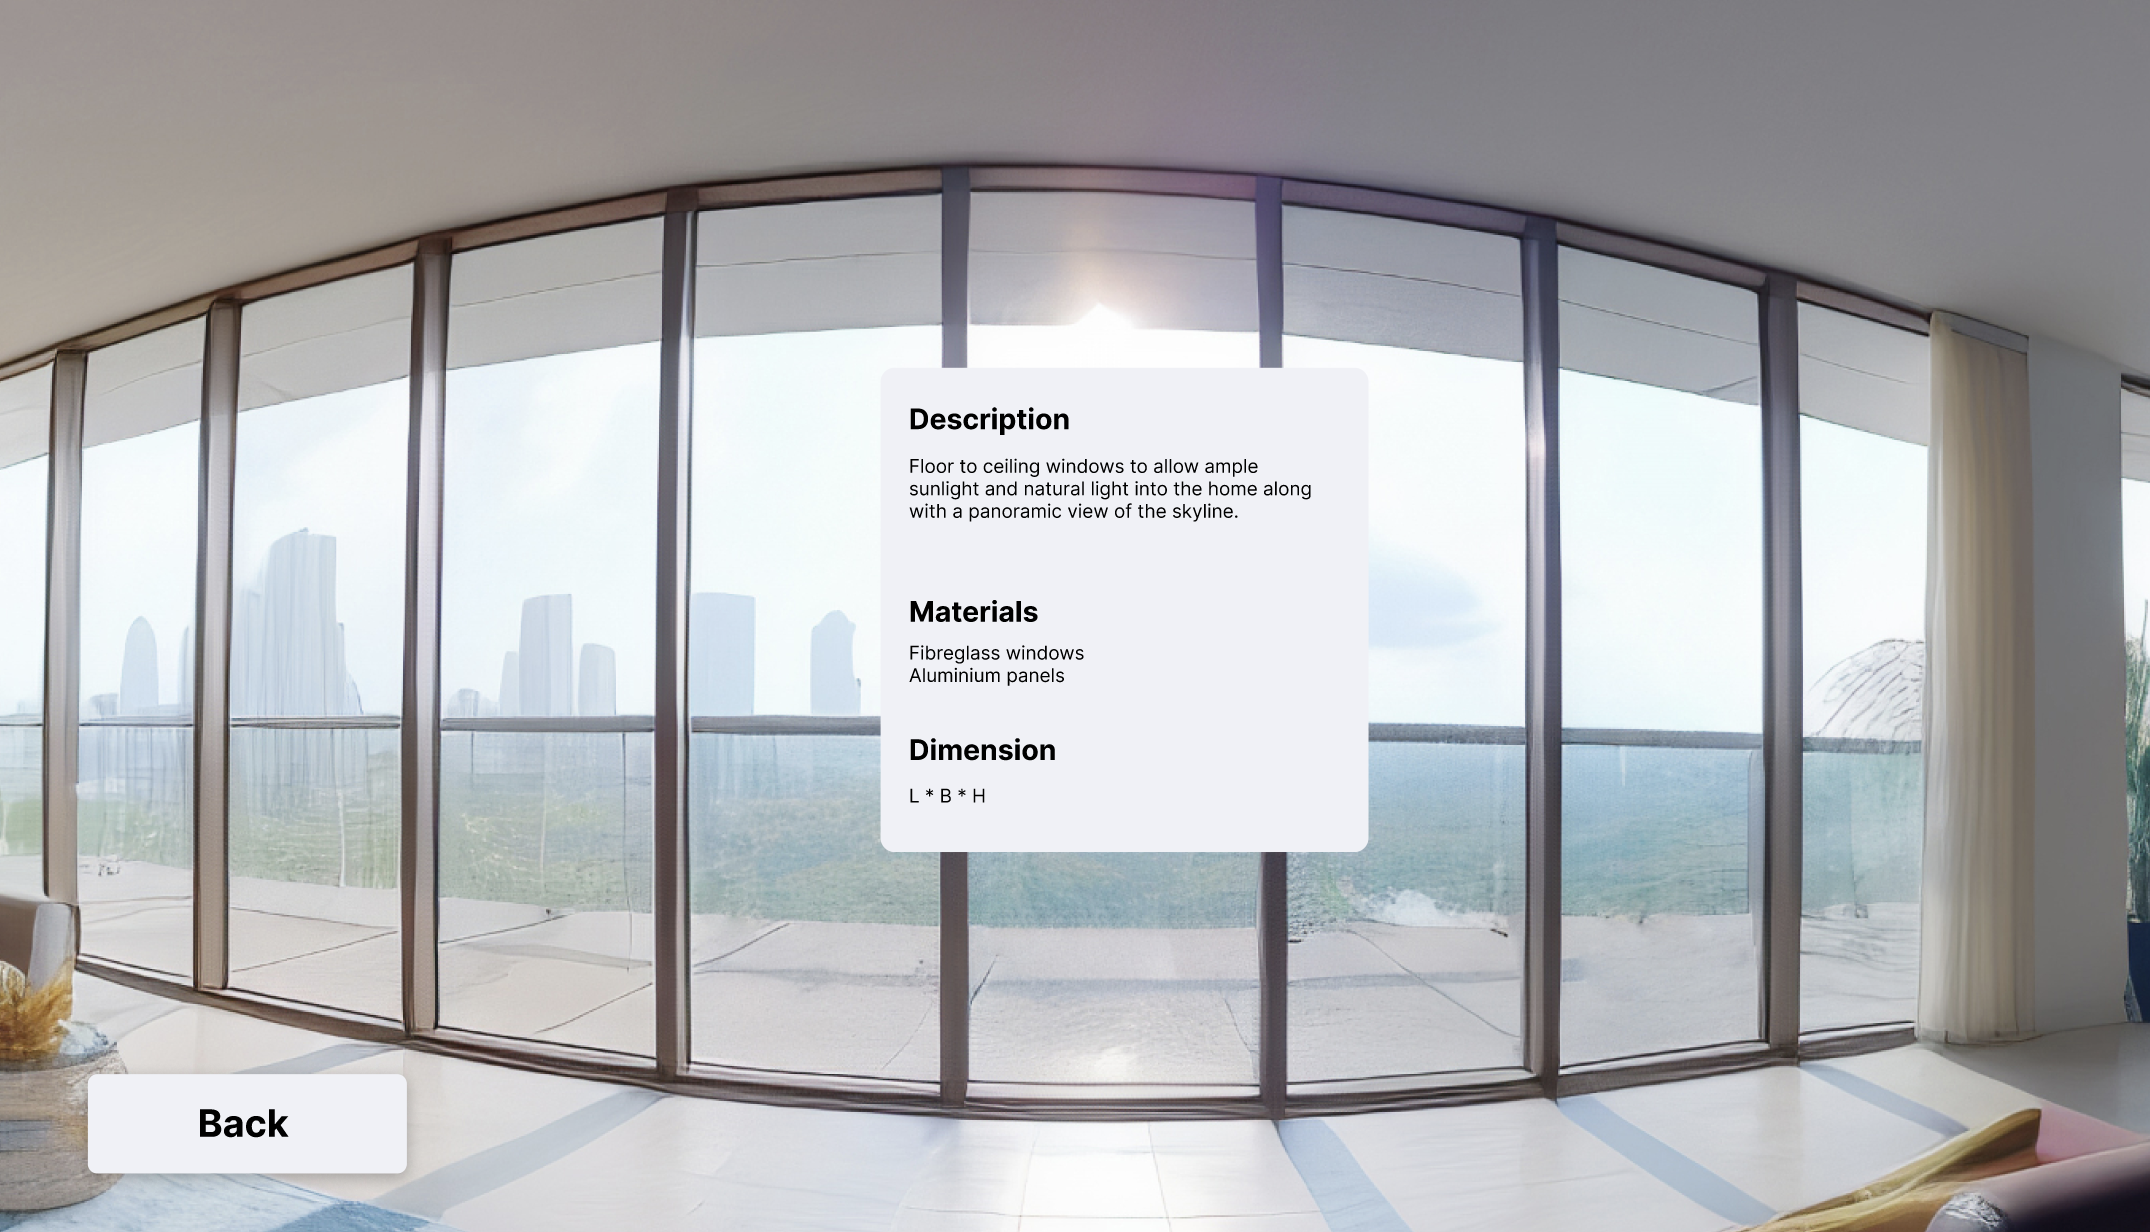 Description
Floor to ceiling windows to allow ample
sunlight and natural light into the home along
with a panoramic view of the skyline.
Materials
Fibreglass windows
Aluminium panels
Dimension
L * B * H
Back